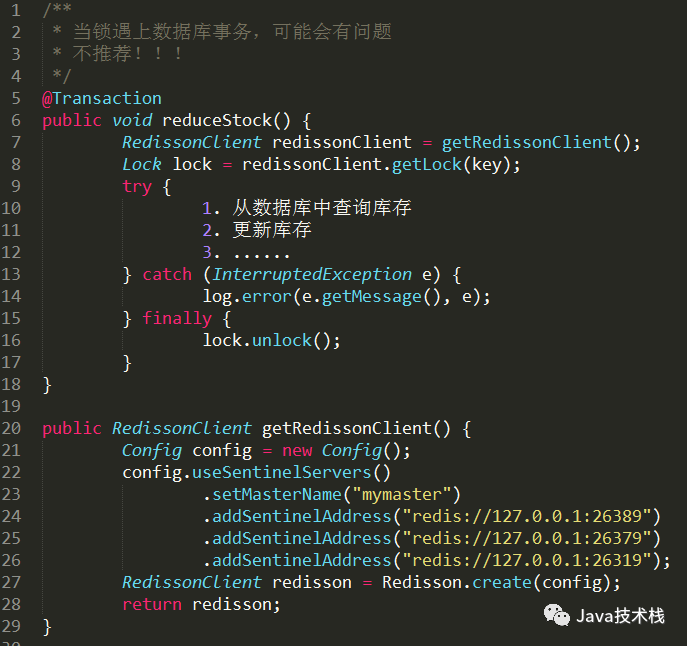 1 /**
2 * 当锁遇上数据库事务，可能会有问题
3 * 不推荐！！！
4 */
5 @Transaction
6 public void reduceStock() {
7 RedissonClient redissonClient = getRedissonClient();
8 Lock lock = redissonClient.getLock(key);
9 try {
10 1. 从数据库中查询库存
11 2. 更新库存
12 3. ......
13 } catch (InterruptedException e) {
14 log.error(e.getMessage(), e);
15 } finally {
16 lock.unlock();
17 }
18 }
19
20 public RedissonClient getRedissonClient() {
21 Config config = new Config();
22 config.useSentinelServers()
23 .setMasterName("mymaster")
24 .addSentinelAddress("redis://127.0.0.1:26389")
25 .addSentinelAddress("redis://127.0.0.1:26379")
26 .addSentinelAddress("redis://127.0.0.1:26319");
27 RedissonClient redisson = Redisson.create(config);
28 return redisson;
29 }
Java技术栈